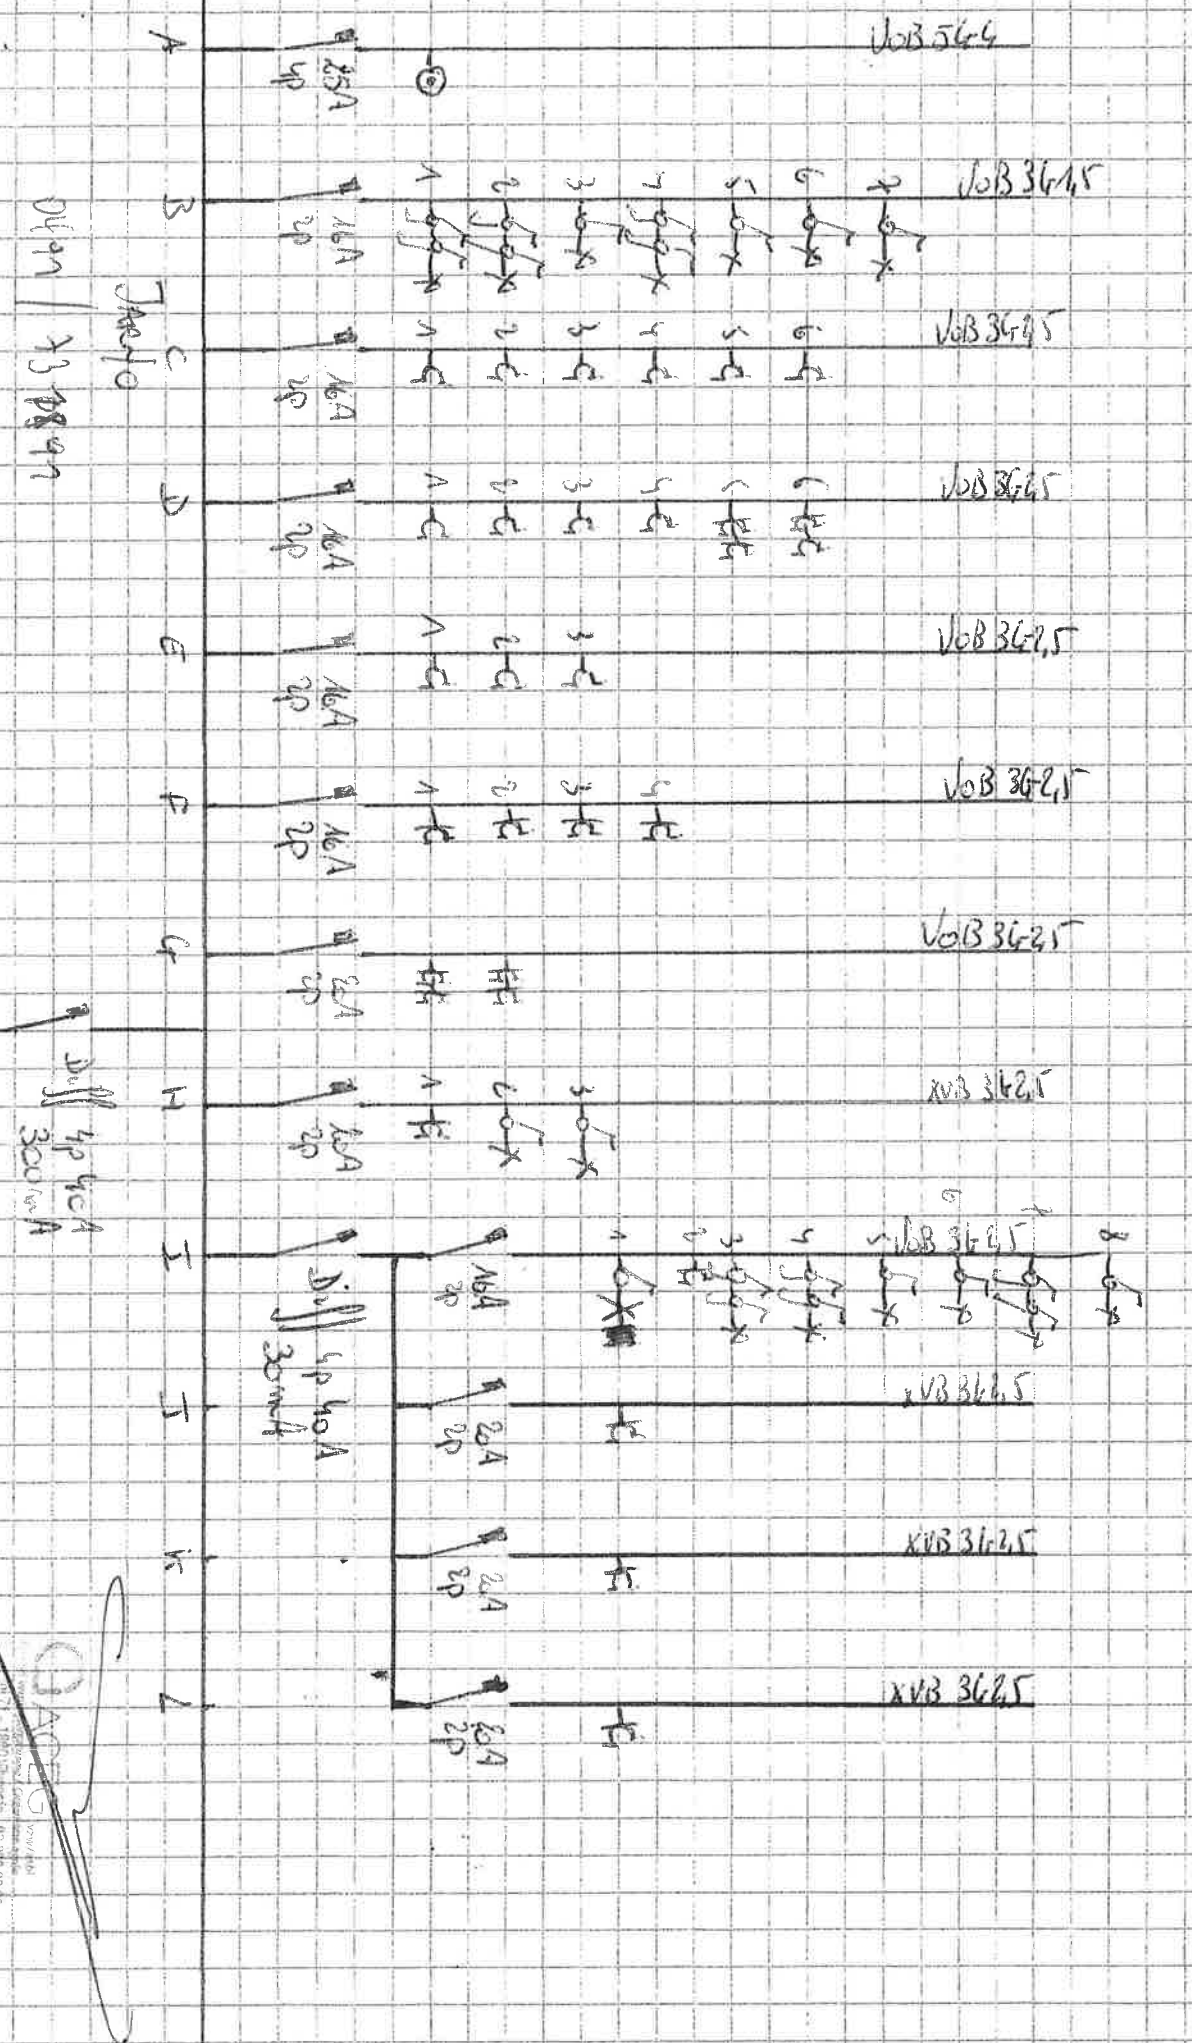 VOB 5G4
A
25A
4P
VOB 3G1,5
1 2 3 4 5 6 7
B
16A
2P
VOB 3G2,5
1 2 3 4 5 6
C
16A
2P
VOB 3G2,5
1 2 3 4 5 6
D
16A
2P
VOB 3G2,5
1 2 3
E
16A
2P
VOB 3G2,5
1 2 3 4
F
16A
2P
VOB 3G2,5
G
20A
2P
Diff 4P 40A
300mA
XVB 3G2,5
1 2 3
H
20A
2P
VOB 3G2,5
1 2 3 4 5 6 7 8
I
Diff 4P 40A
30mA
16A
2P
XVB 3G2,5
J
20A
2P
XVB 3G2,5
K
20A
2P
XVB 3G2,5
L
20A
2P
ACEG